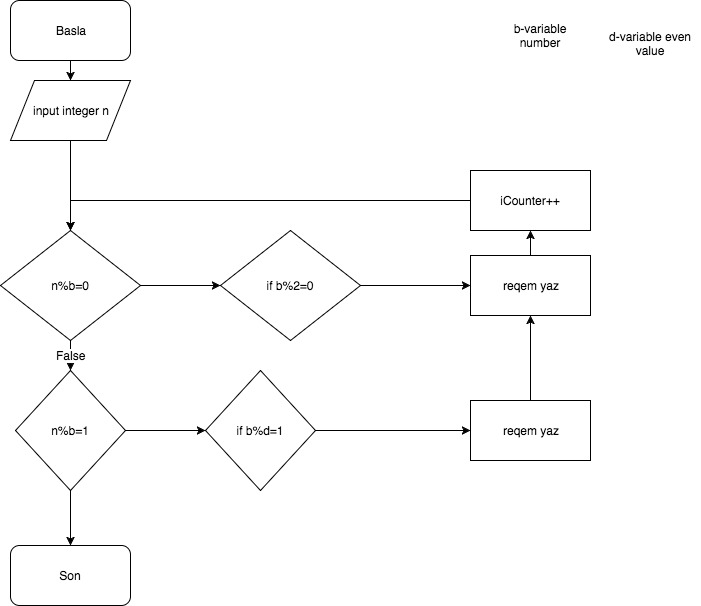 Basla
b-variable
number
d-variable even
value
input integer n
iCounter++
n%b=0
if b%2=0
reqem yaz
False
n%b=1
if b%d=1
reqem yaz
Son